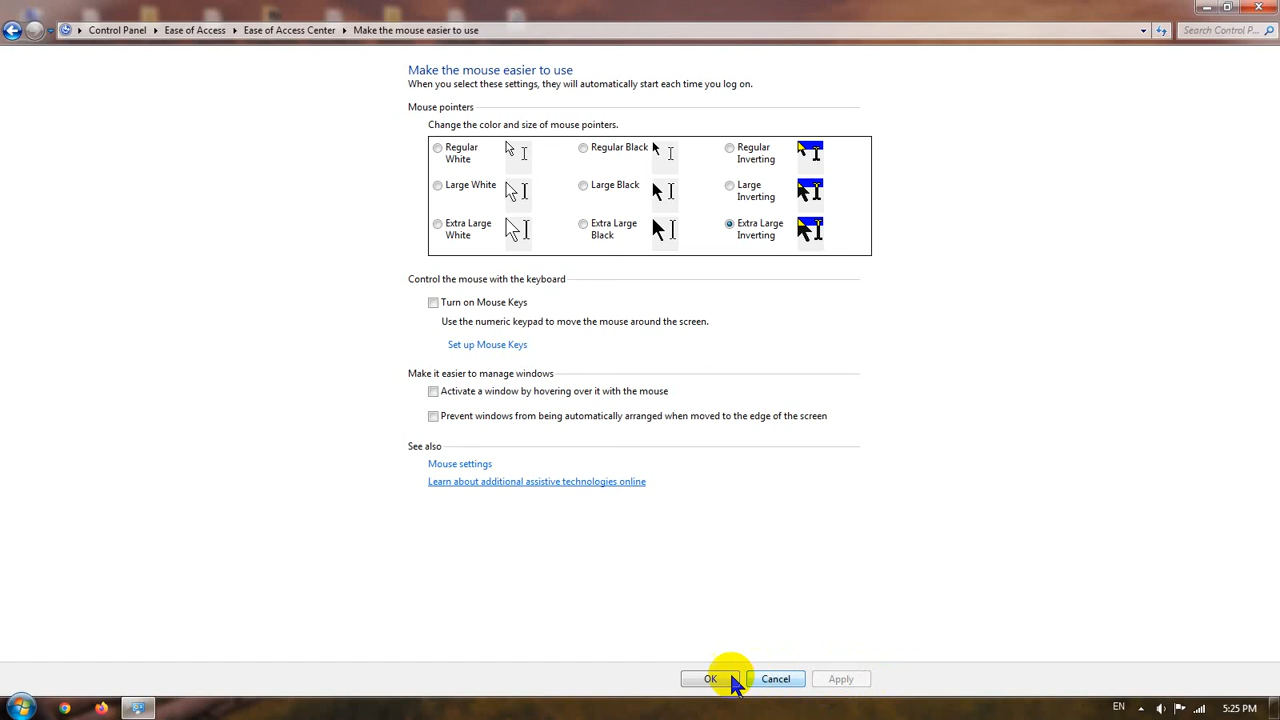 Control Panel Ease of Access Ease of Access Center Make the mouse easier to use Search Control P...
Make the mouse easier to use
When you select these settings, they will automatically start each time you log on.
Mouse pointers
Change the color and size of mouse pointers.
Regular White Regular Black Regular Inverting
Large White Large Black Large Inverting
Extra Large White Extra Large Black Extra Large Inverting
Control the mouse with the keyboard
Turn on Mouse Keys
Use the numeric keypad to move the mouse around the screen.
Set up Mouse Keys
Make it easier to manage windows
Activate a window by hovering over it with the mouse
Prevent windows from being automatically arranged when moved to the edge of the screen
See also
Mouse settings
Learn about additional assistive technologies online
OK Cancel Apply
EN 5:25 PM